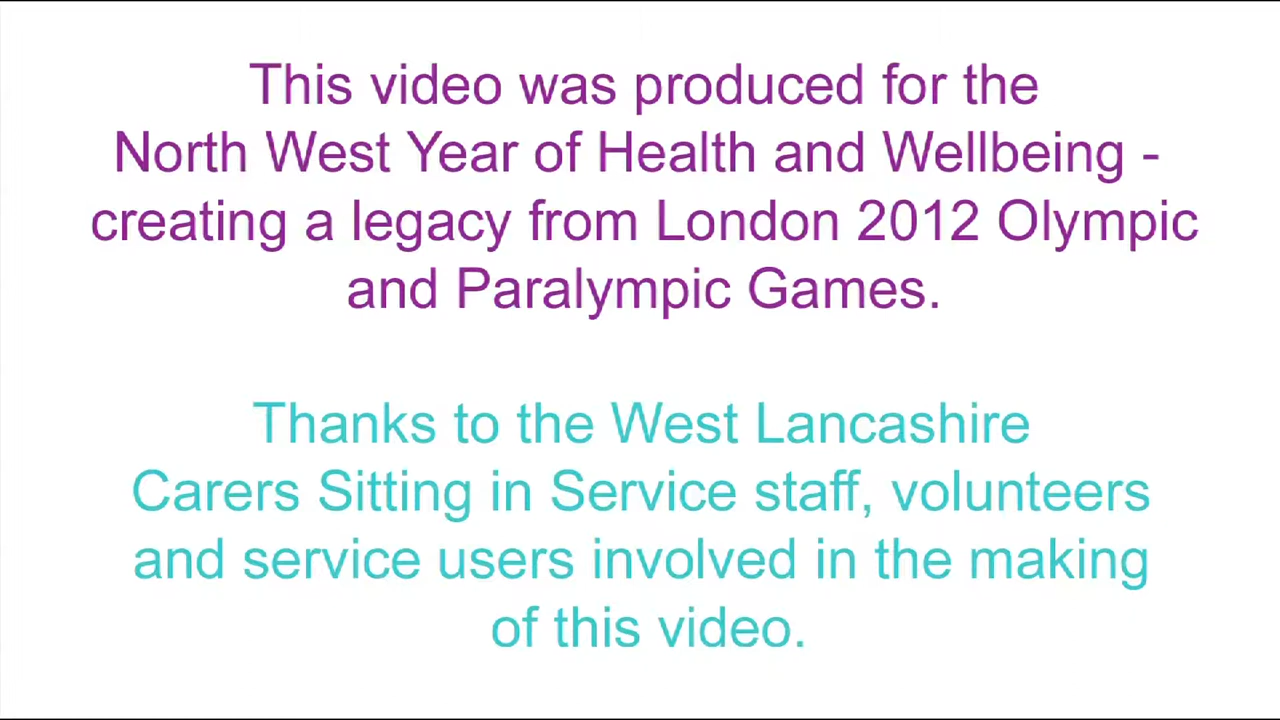 This video was produced for the
North West Year of Health and Wellbeing -
creating a legacy from London 2012 Olympic
and Paralympic Games.
Thanks to the West Lancashire
Carers Sitting in Service staff, volunteers
and service users involved in the making
of this video.